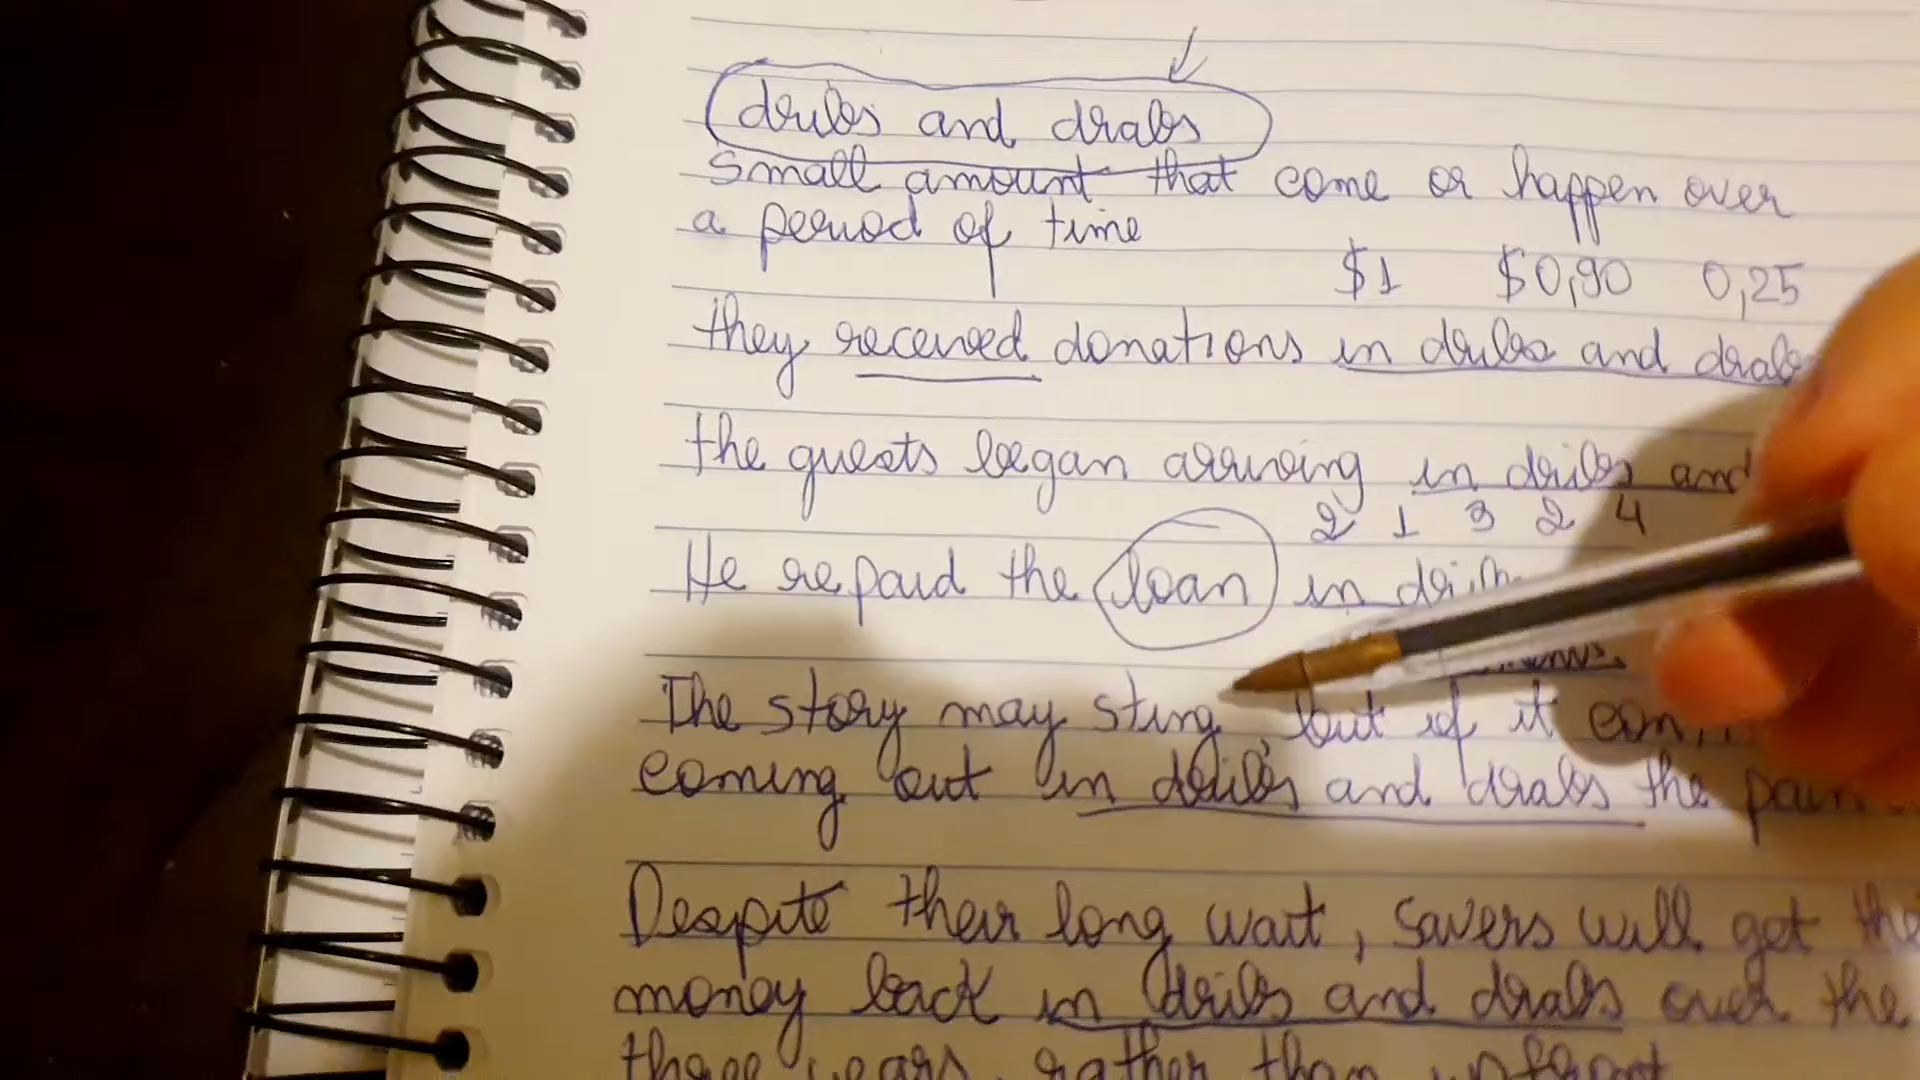 dribs and drabs
small amount that come or happen over
a period of time
$1 $0,90 0,25
they received donations in dribs and drabs
the guests began arriving in dribs and
2 1 3 2 4
He repaid the loan in
The story may sting, but if it
coming out in dribs and drabs the
Despite their long wait, savers will get
money back in dribs and drabs over the
three years, rather than upfront